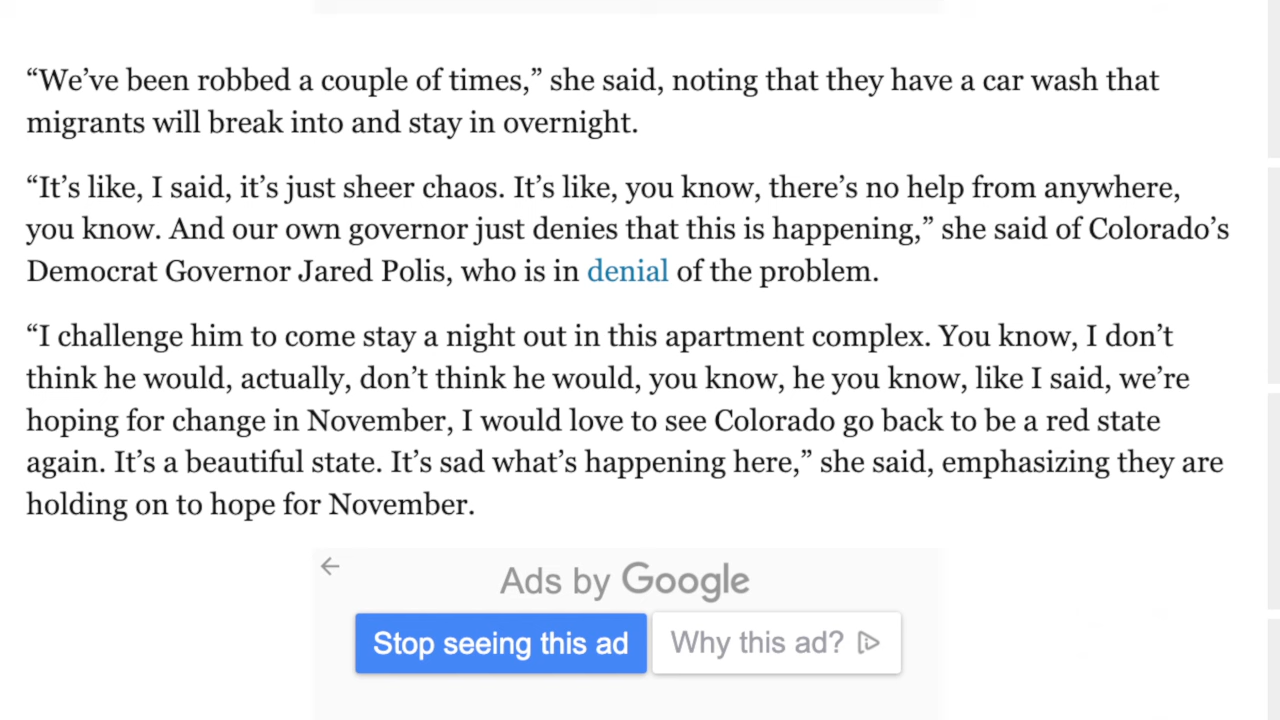 “We’ve been robbed a couple of times,” she said, noting that they have a car wash that
migrants will break into and stay in overnight.
“It’s like, I said, it’s just sheer chaos. It’s like, you know, there’s no help from anywhere,
you know. And our own governor just denies that this is happening,” she said of Colorado’s
Democrat Governor Jared Polis, who is in denial of the problem.
“I challenge him to come stay a night out in this apartment complex. You know, I don’t
think he would, actually, don’t think he would, you know, he you know, like I said, we’re
hoping for change in November, I would love to see Colorado go back to be a red state
again. It’s a beautiful state. It’s sad what’s happening here,” she said, emphasizing they are
holding on to hope for November.
Ads by Google
Stop seeing this ad
Why this ad?